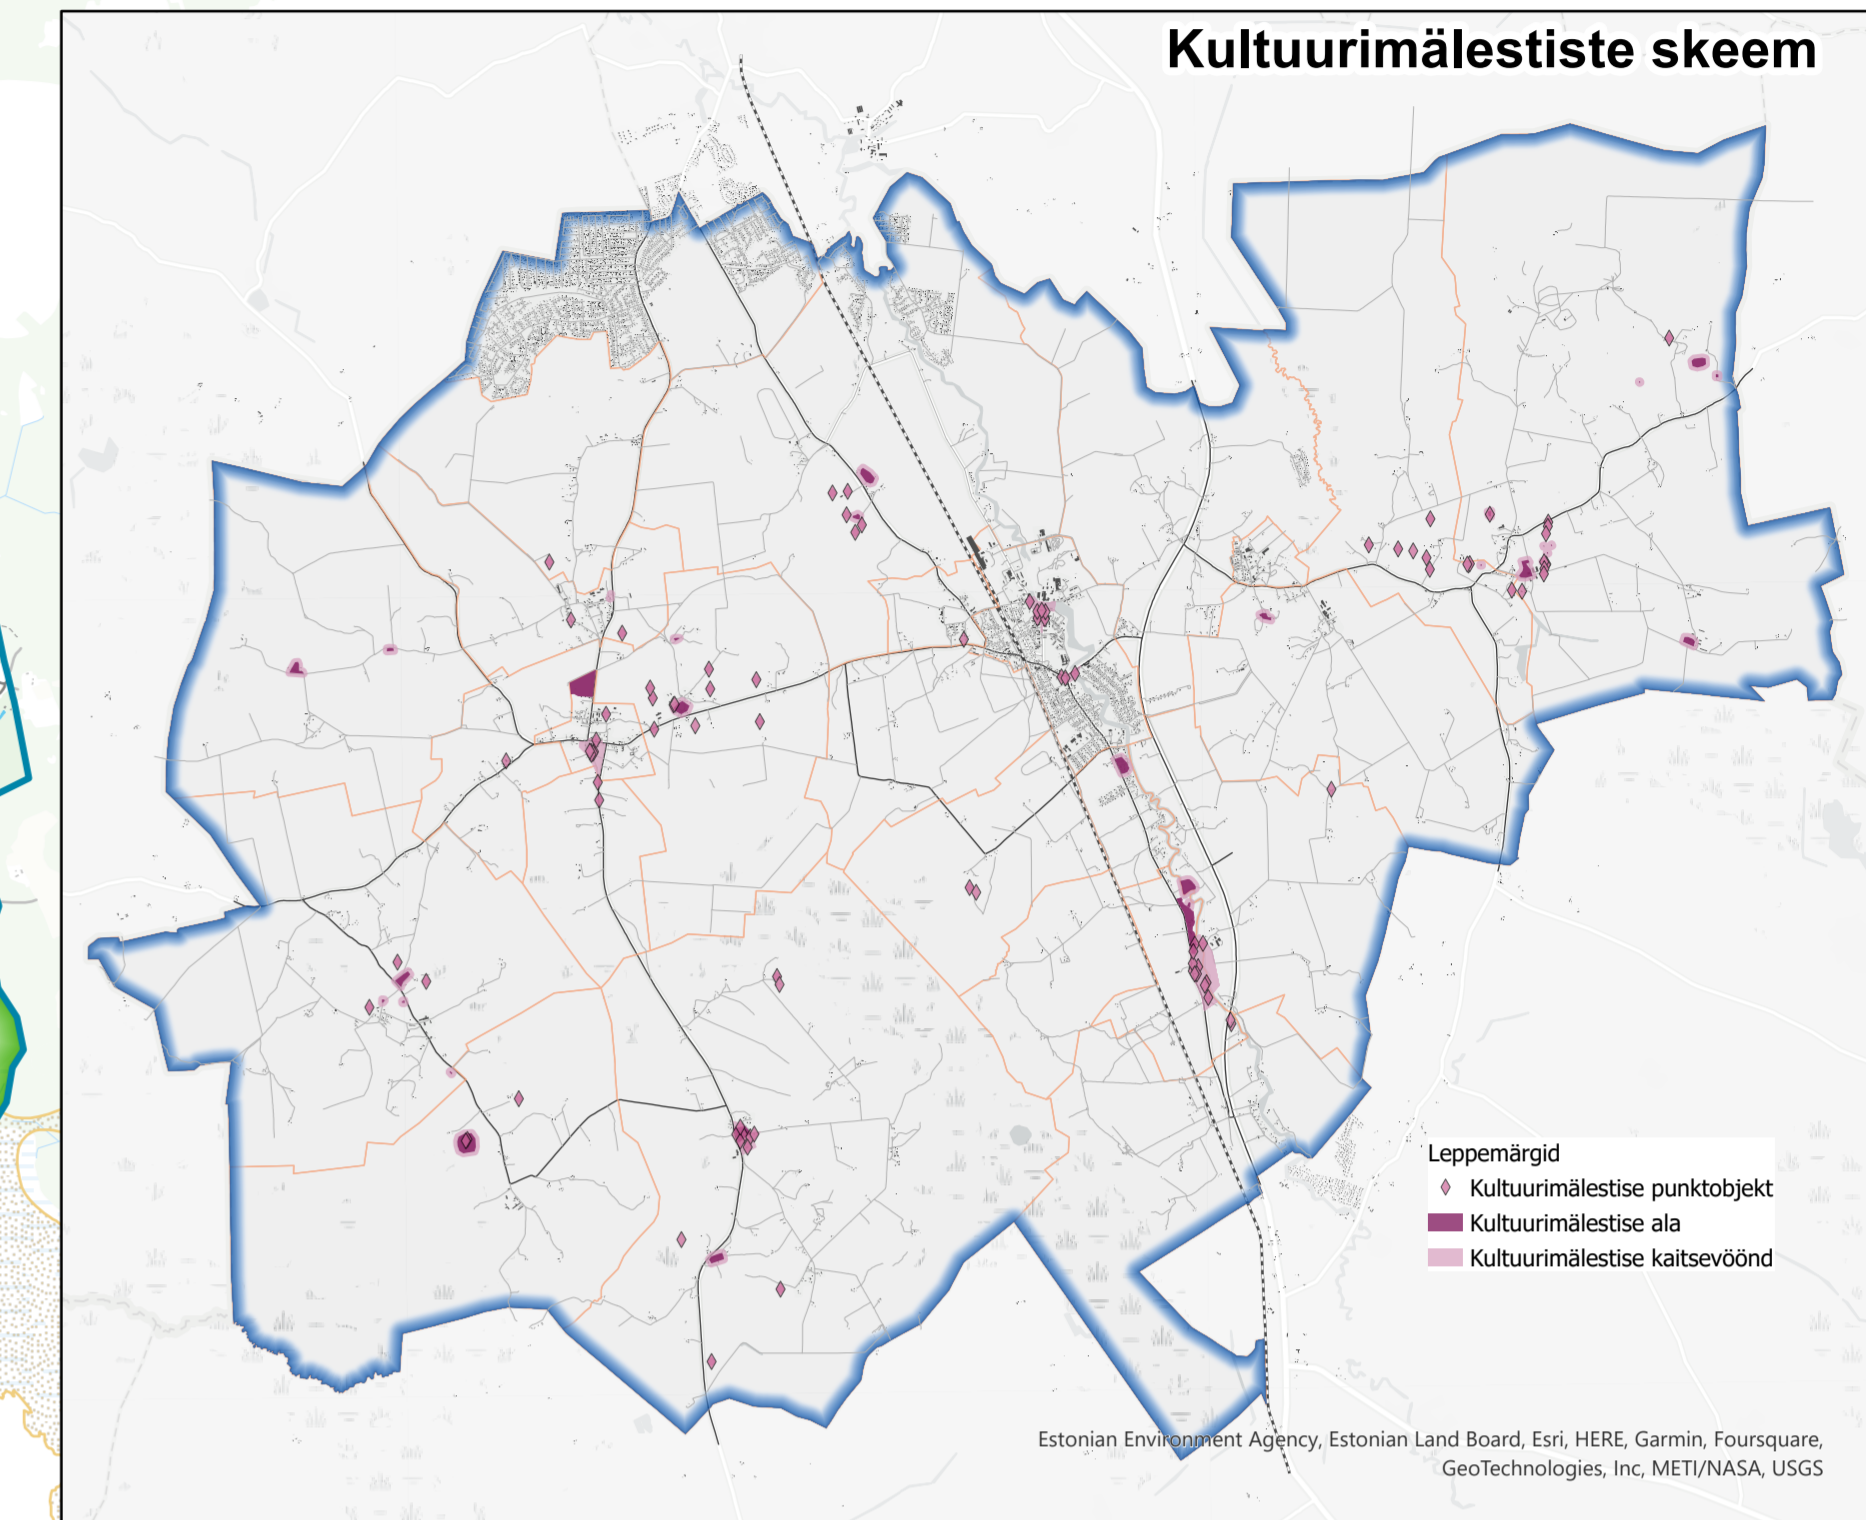 Kultuurimälestiste skeem
Leppemärgid
Kultuurimälestise punktobjekt
Kultuurimälestise ala
Kultuurimälestise kaitsevöönd
Estonian Environment Agency, Estonian Land Board, Esri, HERE, Garmin, Foursquare,
GeoTechnologies, Inc, METI/NASA, USGS